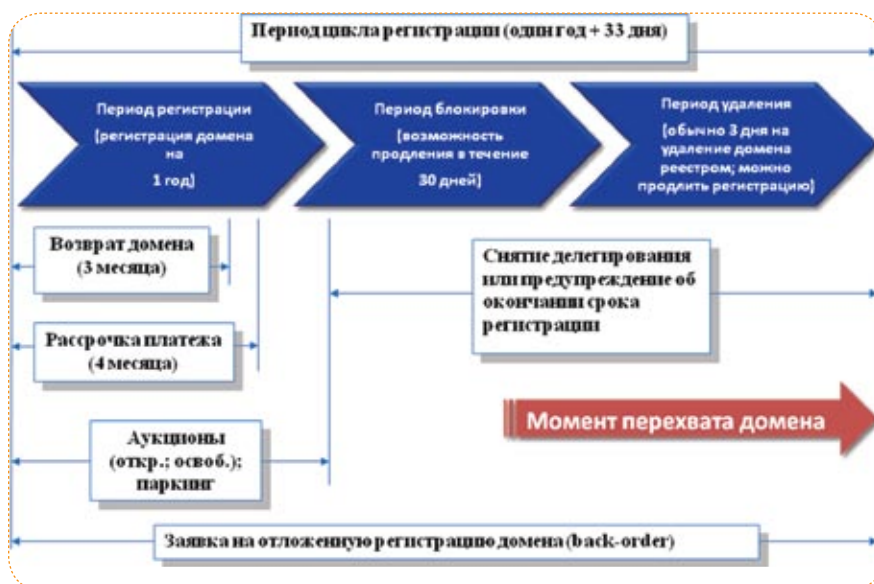 Период цикла регистрации (один год + 33 дня)
Период регистрации
(регистрация домена
на
1 год)
Период блокировки
(возможность
продления в течение
30 дней)
Период удаления
(обычно 3 дня на
удаление домена
реестром; можно
продлить регистрацию)
Возврат домена
(3 месяца)
Снятие делегирования
или предупреждение об
окончании срока
регистрации
Рассрочка платежа
(4 месяца)
Момент перехвата домена
Аукционы
(откр.; освоб.);
паркинг
Заявка на отложенную регистрацию домена (back-order)